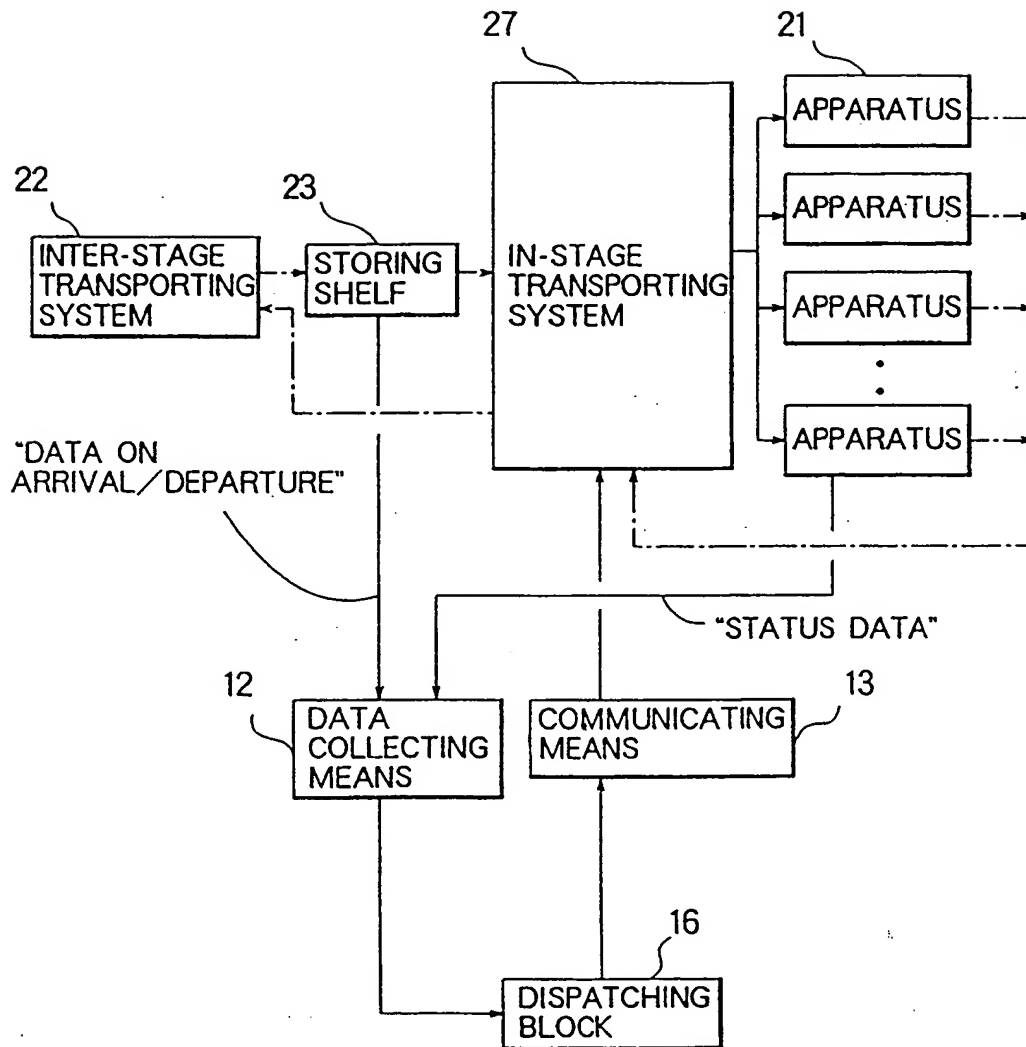 27
21
APPARATUS
22
23
APPARATUS
INTER-STAGE
TRANSPORTING
SYSTEM
STORING
SHELF
IN-STAGE
TRANSPORTING
SYSTEM
APPARATUS
APPARATUS
"DATA ON
ARRIVAL/DEPARTURE"
"STATUS DATA"
12
13
DATA
COLLECTING
MEANS
COMMUNICATING
MEANS
16
DISPATCHING
BLOCK